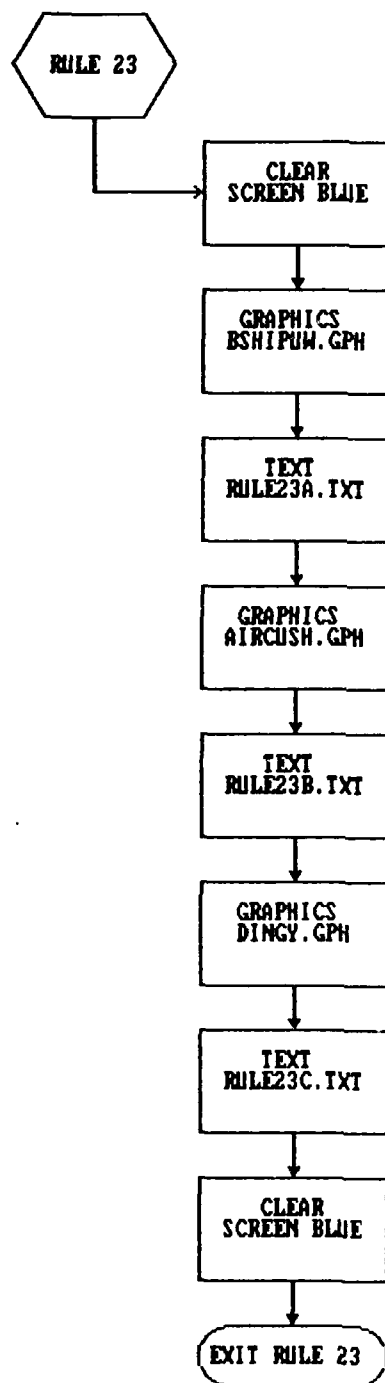 RULE 23
CLEAR
SCREEN BLUE
GRAPHICS
BSHIPUW.GPH
TEXT
RULE23A.TXT
GRAPHICS
AIRCUSH.GPH
TEXT
RULE23B.TXT
GRAPHICS
DINGY.GPH
TEXT
RULE23C.TXT
CLEAR
SCREEN BLUE
EXIT RULE 23